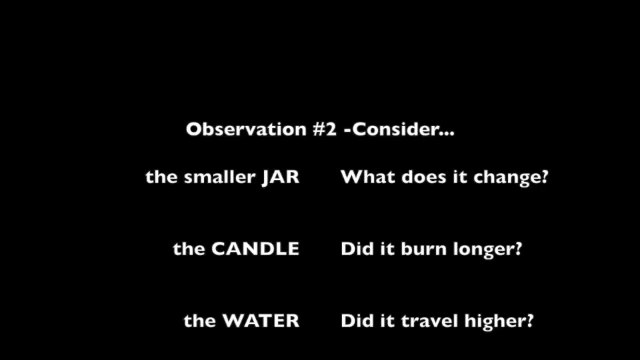 Observation #2 -Consider...
the smaller JAR What does it change?
the CANDLE Did it burn longer?
the WATER Did it travel higher?